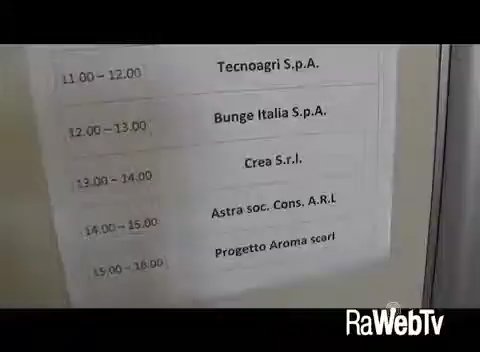 11.00 – 12.00 Tecnoagri S.p.A.
12.00 – 13.00 Bunge Italia S.p.A.
13.00 – 14.00 Crea S.r.l.
14.00 – 15.00 Astra soc. Cons. A.R.L
15.00 – 16.00 Progetto Aroma scarl
RaWebTv